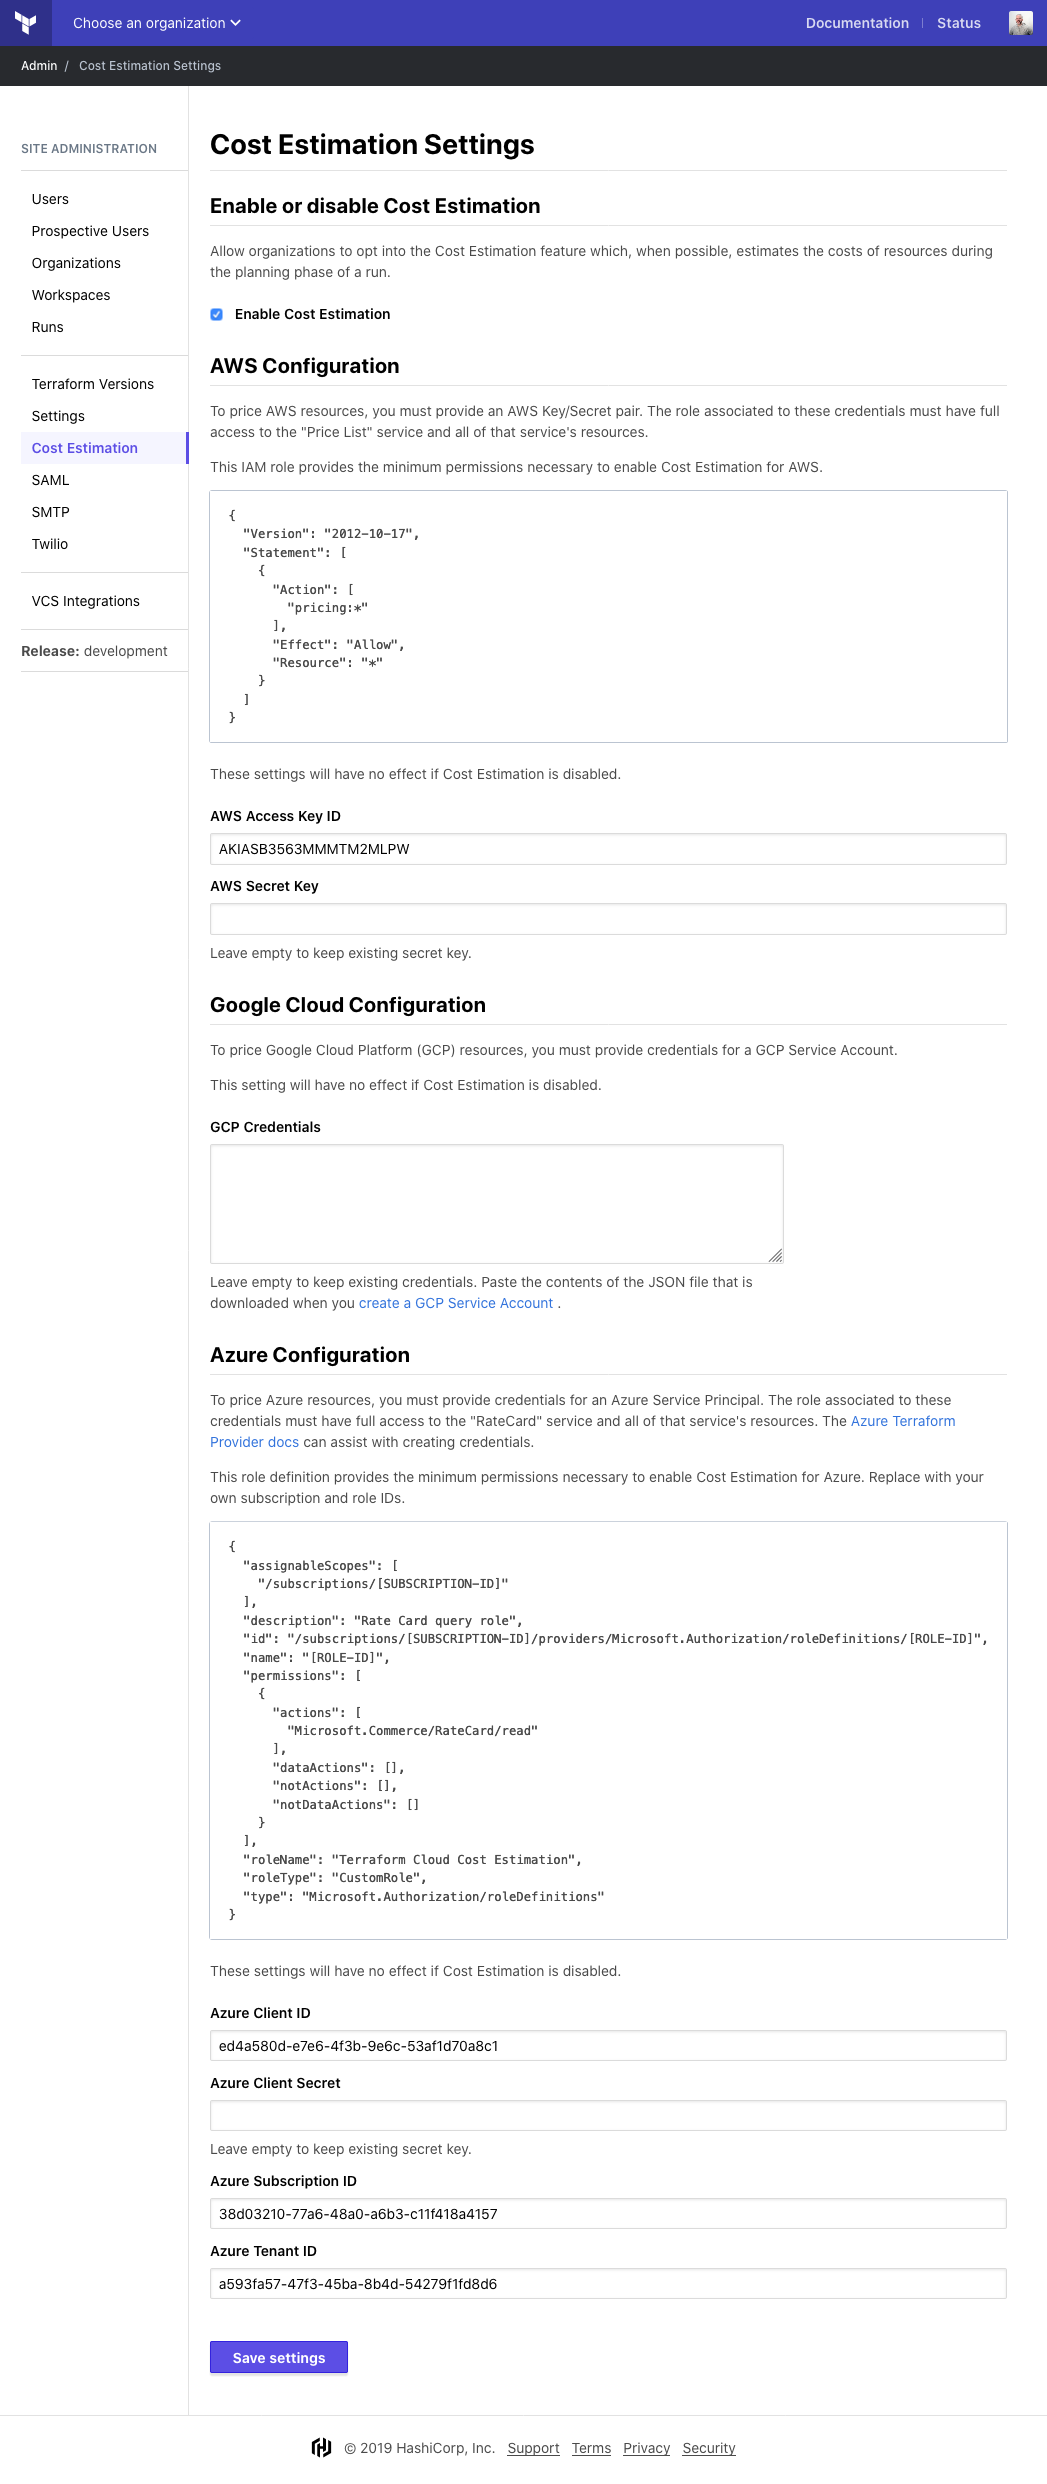 Choose an organization
Documentation | Status
Admin / Cost Estimation Settings
SITE ADMINISTRATION
Users
Prospective Users
Organizations
Workspaces
Runs
Terraform Versions
Settings
Cost Estimation
SAML
SMTP
Twilio
VCS Integrations
Release: development
Cost Estimation Settings
Enable or disable Cost Estimation
Allow organizations to opt into the Cost Estimation feature which, when possible, estimates the costs of resources during
the planning phase of a run.
Enable Cost Estimation
AWS Configuration
To price AWS resources, you must provide an AWS Key/Secret pair. The role associated to these credentials must have full
access to the "Price List" service and all of that service's resources.
This IAM role provides the minimum permissions necessary to enable Cost Estimation for AWS.
{
"Version": "2012-10-17",
"Statement": [
{
"Action": [
"pricing:*"
],
"Effect": "Allow",
"Resource": "*"
}
]
}
These settings will have no effect if Cost Estimation is disabled.
AWS Access Key ID
AKIASB3563MMMTM2MLPW
AWS Secret Key
Leave empty to keep existing secret key.
Google Cloud Configuration
To price Google Cloud Platform (GCP) resources, you must provide credentials for a GCP Service Account.
This setting will have no effect if Cost Estimation is disabled.
GCP Credentials
Leave empty to keep existing credentials. Paste the contents of the JSON file that is
downloaded when you create a GCP Service Account .
Azure Configuration
To price Azure resources, you must provide credentials for an Azure Service Principal. The role associated to these
credentials must have full access to the "RateCard" service and all of that service's resources. The Azure Terraform
Provider docs can assist with creating credentials.
This role definition provides the minimum permissions necessary to enable Cost Estimation for Azure. Replace with your
own subscription and role IDs.
{
"assignableScopes": [
"/subscriptions/[SUBSCRIPTION-ID]"
],
"description": "Rate Card query role",
"id": "/subscriptions/[SUBSCRIPTION-ID]/providers/Microsoft.Authorization/roleDefinitions/[ROLE-ID]",
"name": "[ROLE-ID]",
"permissions": [
{
"actions": [
"Microsoft.Commerce/RateCard/read"
],
"dataActions": [],
"notActions": [],
"notDataActions": []
}
],
"roleName": "Terraform Cloud Cost Estimation",
"roleType": "CustomRole",
"type": "Microsoft.Authorization/roleDefinitions"
}
These settings will have no effect if Cost Estimation is disabled.
Azure Client ID
ed4a580d-e7e6-4f3b-9e6c-53af1d70a8c1
Azure Client Secret
Leave empty to keep existing secret key.
Azure Subscription ID
38d03210-77a6-48a0-a6b3-c11f418a4157
Azure Tenant ID
a593fa57-47f3-45ba-8b4d-54279f1fd8d6
Save settings
© 2019 HashiCorp, Inc. Support Terms Privacy Security